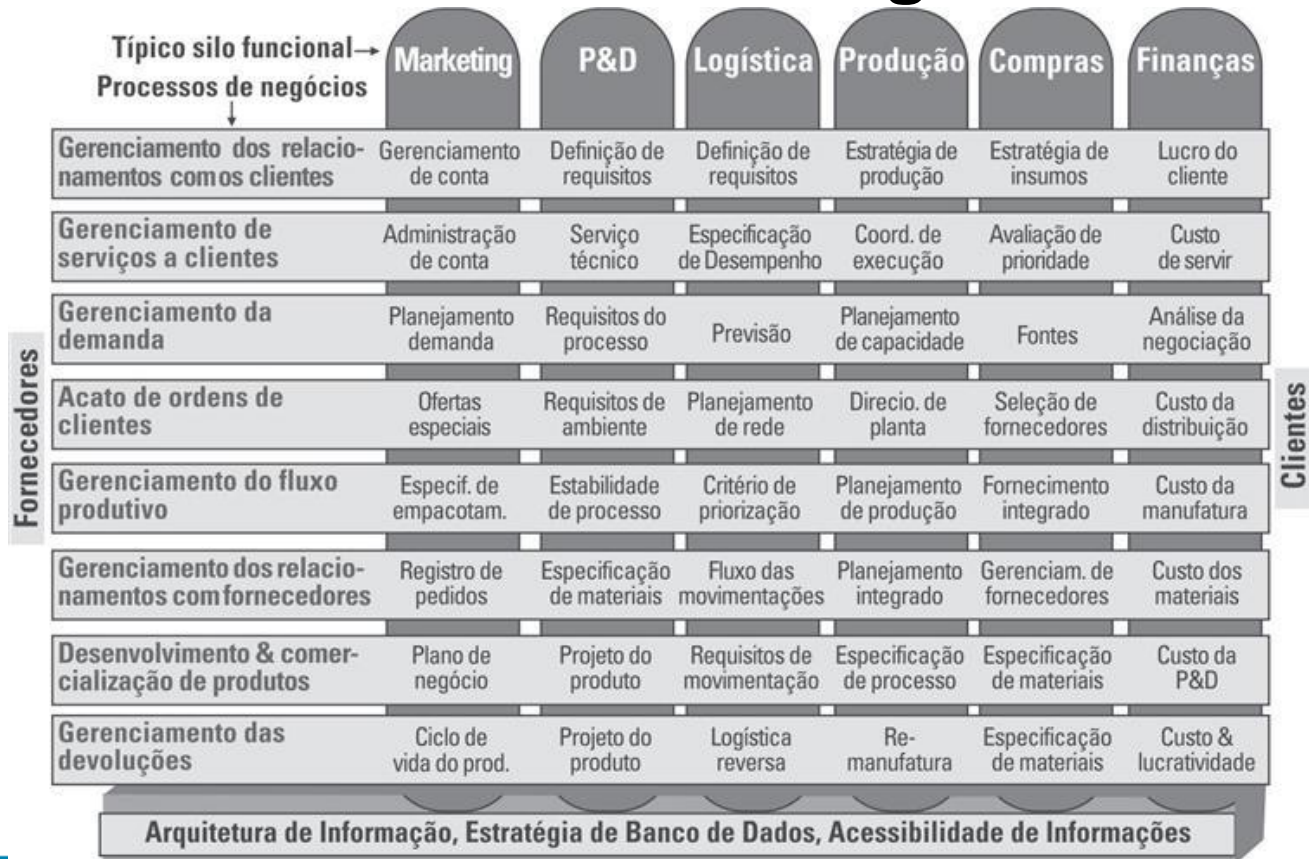 Típico silo funcional→
Processos de negócios
Marketing P&D Logística Produção Compras Finanças
Gerenciamento dos relacio-
namentos com os clientes
Gerenciamento
de conta
Definição de
requisitos
Definição de
requisitos
Estratégia de
produção
Estratégia de
insumos
Lucro do
cliente
Gerenciamento de
serviços a clientes
Administração
de conta
Serviço
técnico
Especificação
de Desempenho
Coord. de
execução
Avaliação de
prioridade
Custo
de servir
Gerenciamento da
demanda
Planejamento
demanda
Requisitos do
processo
Previsão
Planejamento
de capacidade
Fontes
Análise da
negociação
Acato de ordens de
clientes
Ofertas
especiais
Requisitos de
ambiente
Planejamento
de rede
Direcio. de
planta
Seleção de
fornecedores
Custo da
distribuição
Gerenciamento do fluxo
produtivo
Especif. de
empacotam.
Estabilidade
de processo
Critério de
priorização
Planejamento
de produção
Fornecimento
integrado
Custo da
manufatura
Gerenciamento dos relacio-
namentos com fornecedores
Registro de
pedidos
Especificação
de materiais
Fluxo das
movimentações
Planejamento
integrado
Gerenciam. de
fornecedores
Custo dos
materiais
Desenvolvimento & comer-
cialização de produtos
Plano de
negócio
Projeto do
produto
Requisitos de
movimentação
Especificação
de processo
Especificação
de materiais
Custo da
P&D
Gerenciamento das
devoluções
Ciclo de
vida do prod.
Projeto do
produto
Logística
reversa
Re-
manufatura
Especificação
de materiais
Custo &
lucratividade
Fornecedores
Clientes
Arquitetura de Informação, Estratégia de Banco de Dados, Acessibilidade de Informações